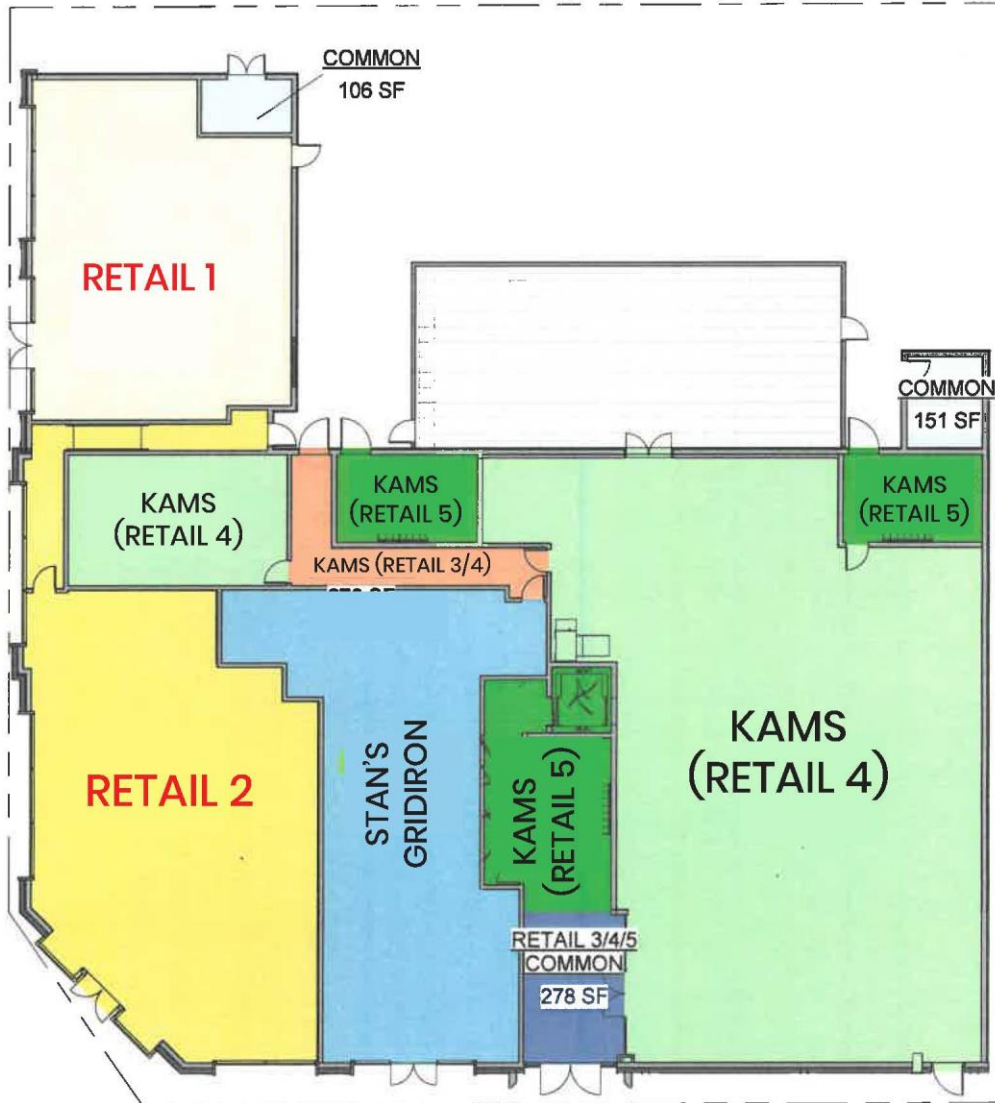 COMMON
106 SF
RETAIL 1
COMMON
151 SF
KAMS
(RETAIL 4)
KAMS
(RETAIL 5)
KAMS
(RETAIL 5)
KAMS (RETAIL 3/4)
RETAIL 2
STAN'S
GRIDIRON
KAMS
(RETAIL 5)
KAMS
(RETAIL 4)
RETAIL 3/4/5
COMMON
278 SF